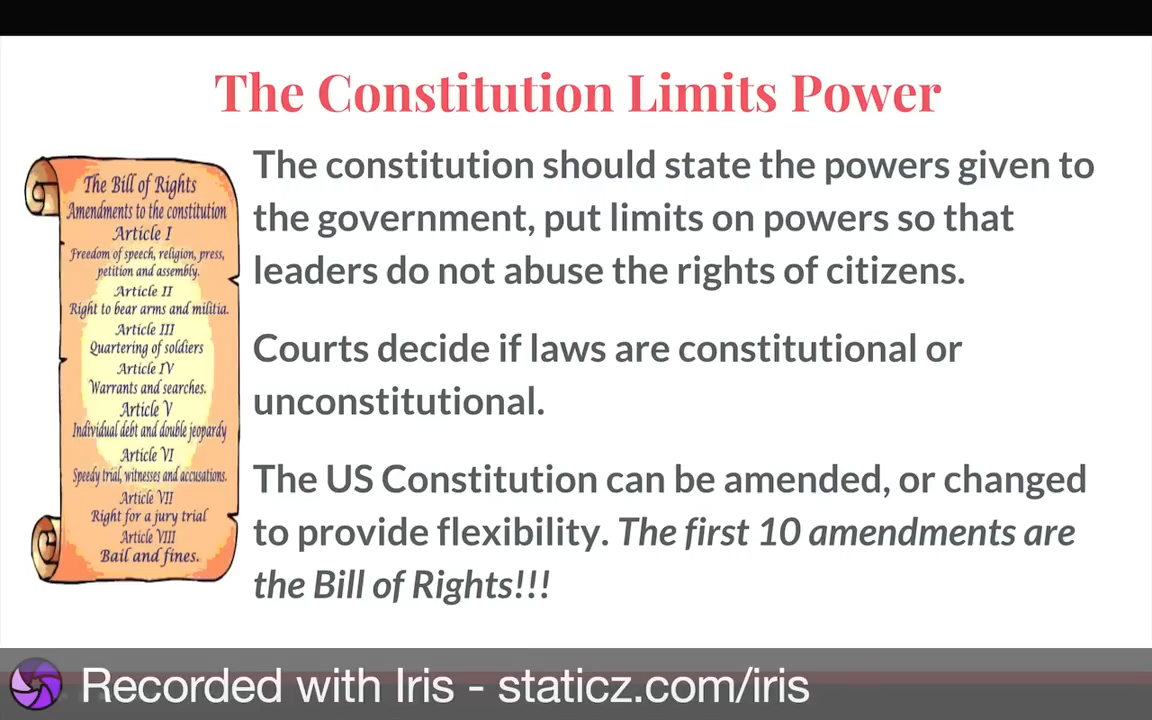 The Constitution Limits Power
The Bill of Rights
Amendments to the constitution
Article I
Freedom of speech, religion, press,
petition and assembly.
Article II
Right to bear arms and militia.
Article III
Quartering of soldiers
Article IV
Warrants and searches.
Article V
Individual debt and double jeopardy
Article VI
Speedy trial, witnesses and accusations.
Article VII
Right for a jury trial
Article VIII
Bail and fines.
The constitution should state the powers given to
the government, put limits on powers so that
leaders do not abuse the rights of citizens.
Courts decide if laws are constitutional or
unconstitutional.
The US Constitution can be amended, or changed
to provide flexibility. The first 10 amendments are
the Bill of Rights!!!
Recorded with Iris - staticz.com/iris